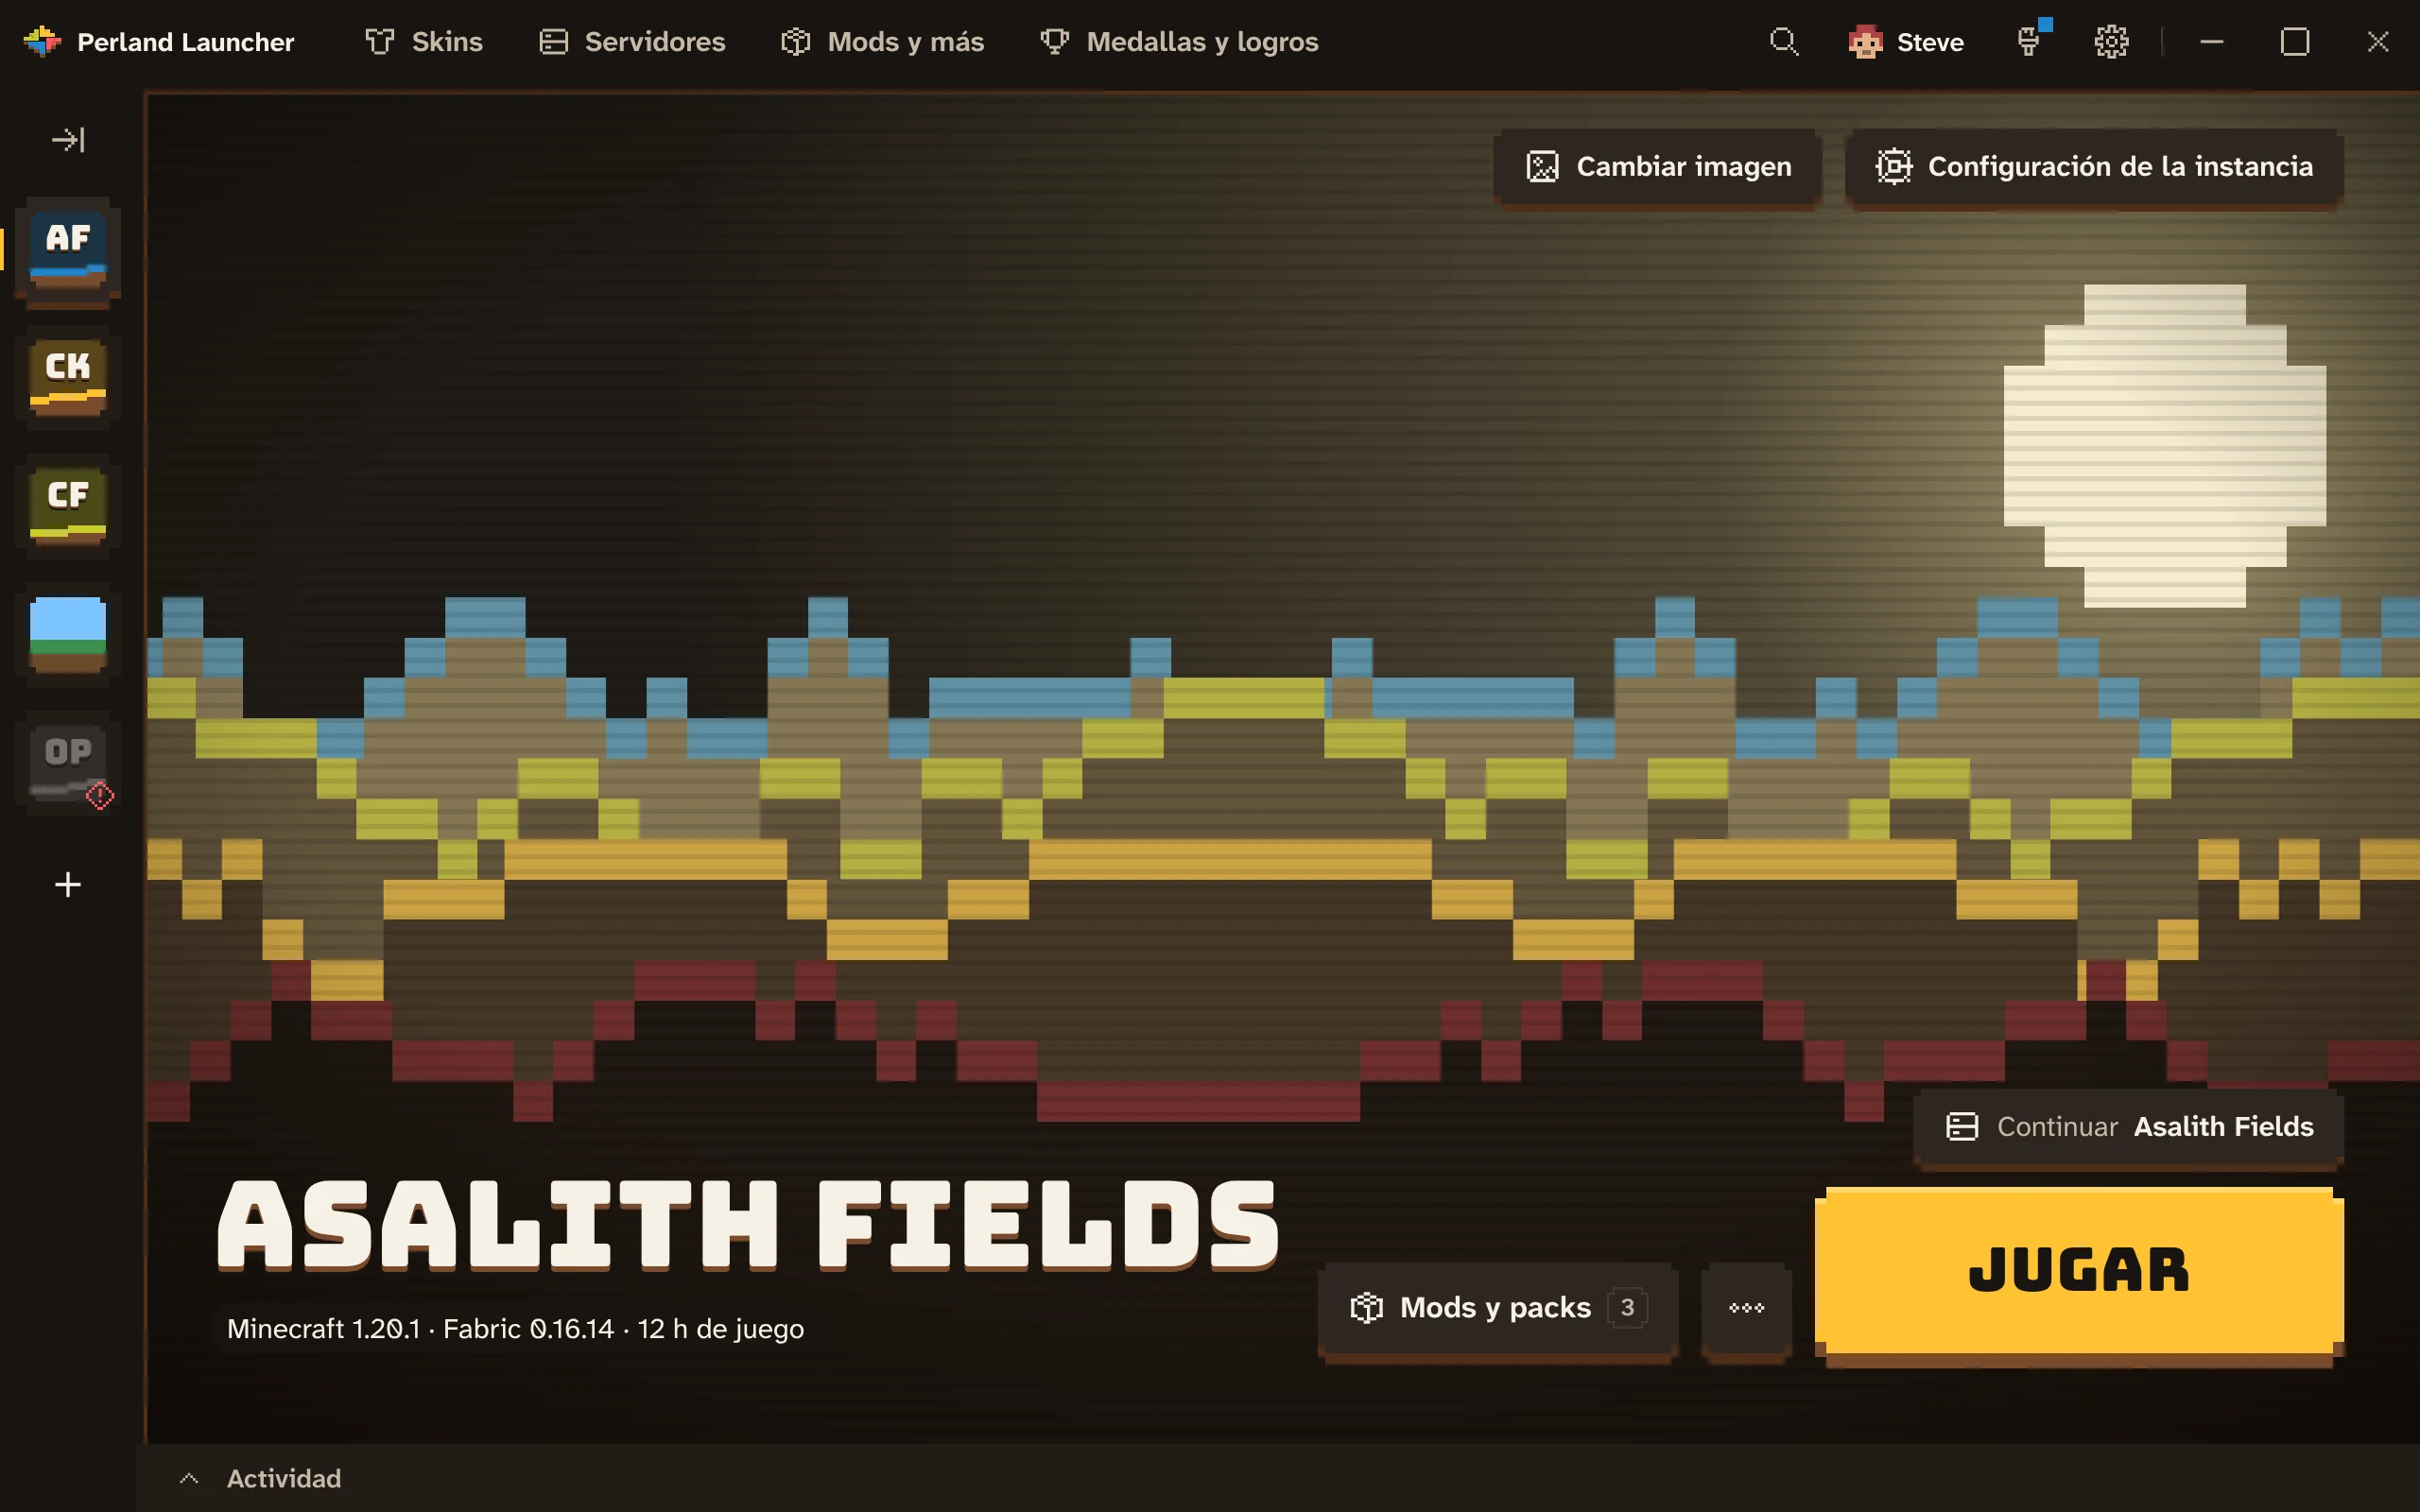 Perland Launcher
Skins
Servidores
Mods y más
Medallas y logros
Steve
Cambiar imagen
Configuración de la instancia
AF
CK
CF
OP
Continuar Asalith Fields
ASALITH FIELDS
Minecraft 1.20.1 · Fabric 0.16.14 · 12 h de juego
Mods y packs 3
JUGAR
Actividad